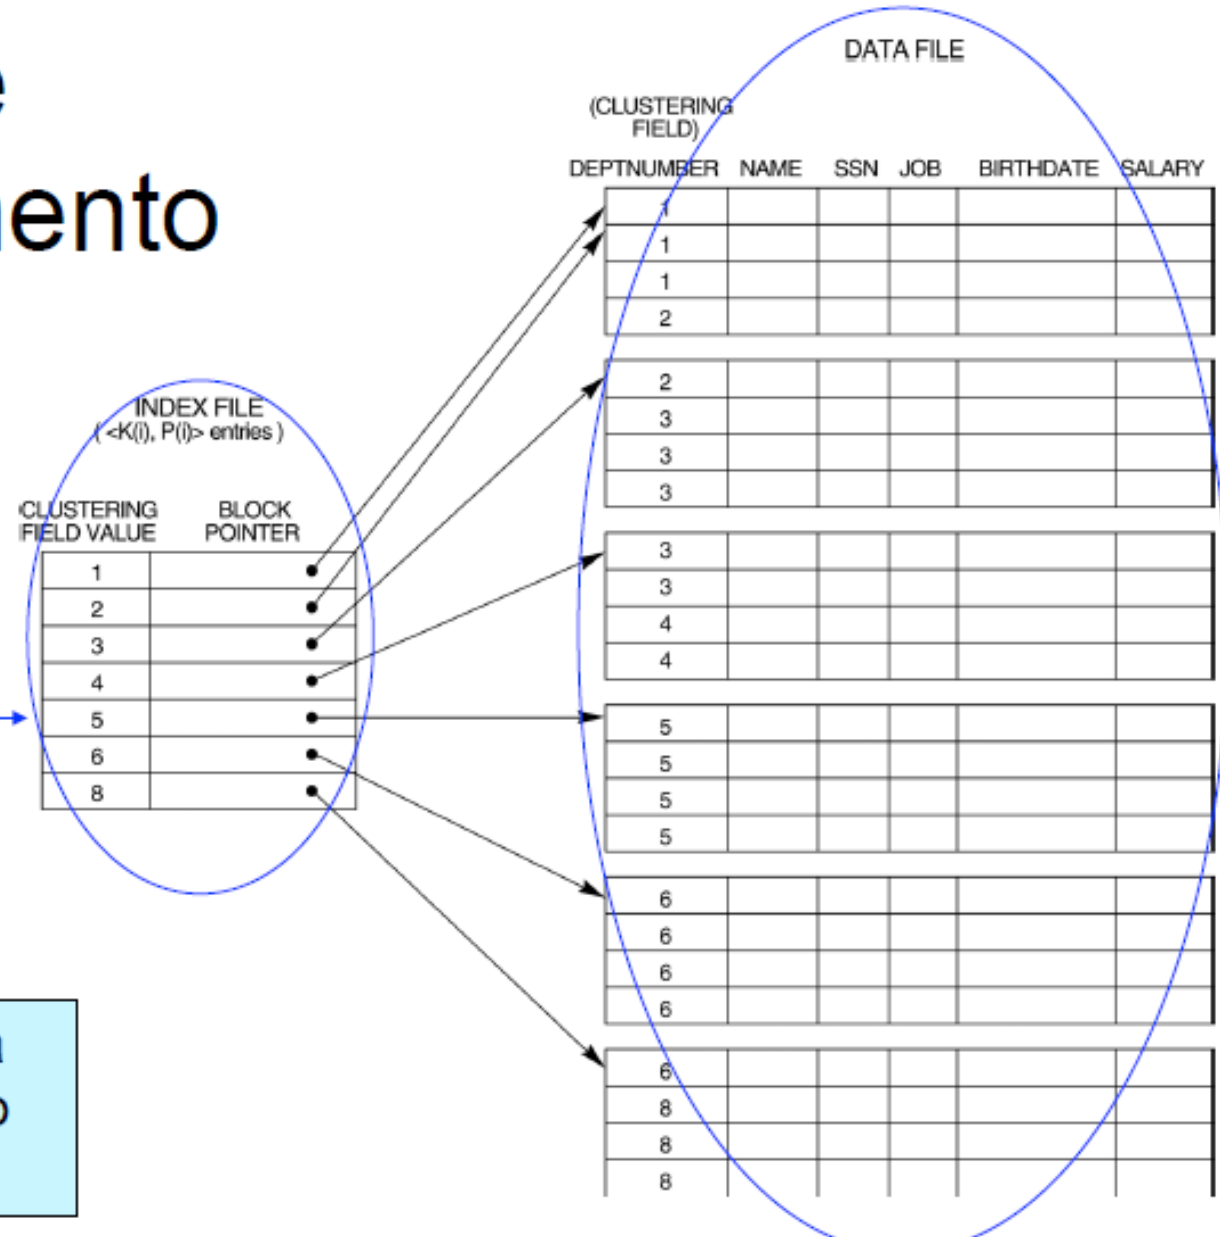 e
mento
DATA FILE
(CLUSTERING
FIELD)
DEPTNUMBER NAME SSN JOB BIRTHDATE SALARY
1
1
1
2
2
3
3
3
3
3
4
4
5
5
5
5
6
6
6
6
6
8
8
8
INDEX FILE
( <K(i), P(i)> entries )
CLUSTERING BLOCK
FIELD VALUE POINTER
1
2
3
4
5
6
8
a
o